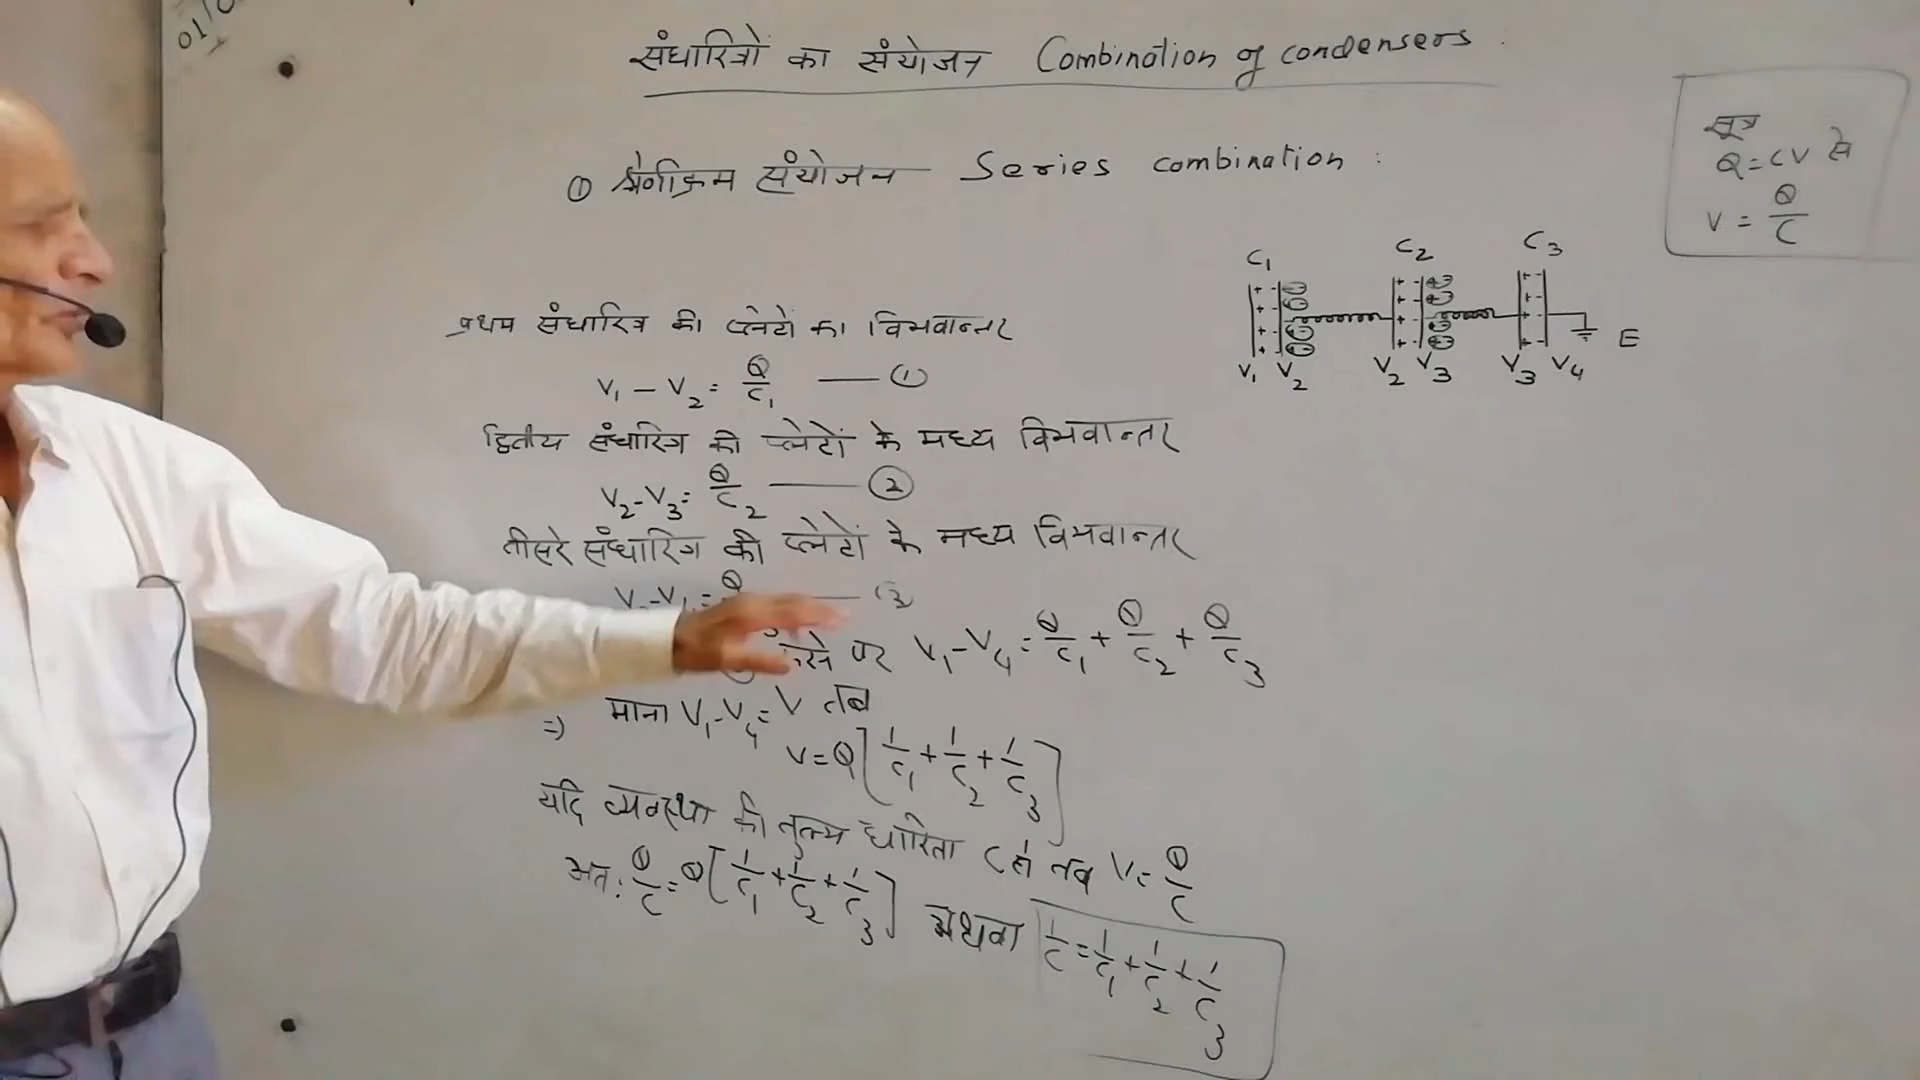 01/0
संधारित्रों का संयोजन Combination of condensers :
① श्रेणीक्रम संयोजन Series combination :
सूत्र
Q = CV से
V = Q/C
C₁ C₂ C₃
E
V₁ V₂ V₂ V₃ V₃ V₄
प्रथम संधारित्र की प्लेटों का विभवान्तर
V₁ - V₂ = Q/C₁ — ①
द्वितीय संधारित्र की प्लेटों के मध्य विभवान्तर
V₂ - V₃ = Q/C₂ — ②
तीसरे संधारित्र की प्लेटों के मध्य विभवान्तर
= Q — ③
करने पर V₁ - V₄ = Q/C₁ + Q/C₂ + Q/C₃
⇒ माना V₁ - V₄ = V तब
V = Q[1/C₁ + 1/C₂ + 1/C₃]
यदि व्यवस्था की तुल्य धारिता C हो तब V = Q/C
अतः Q/C = Q[1/C₁ + 1/C₂ + 1/C₃] अथवा 1/C = 1/C₁ + 1/C₂ + 1/C₃